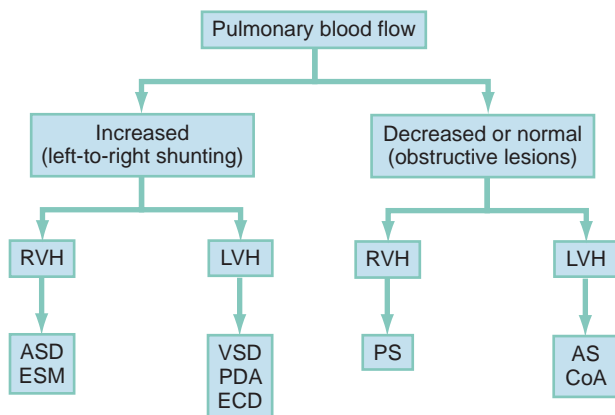 Pulmonary blood flow
Increased
(left-to-right shunting)
Decreased or normal
(obstructive lesions)
RVH
LVH
RVH
LVH
ASD
ESM
VSD
PDA
ECD
PS
AS
CoA